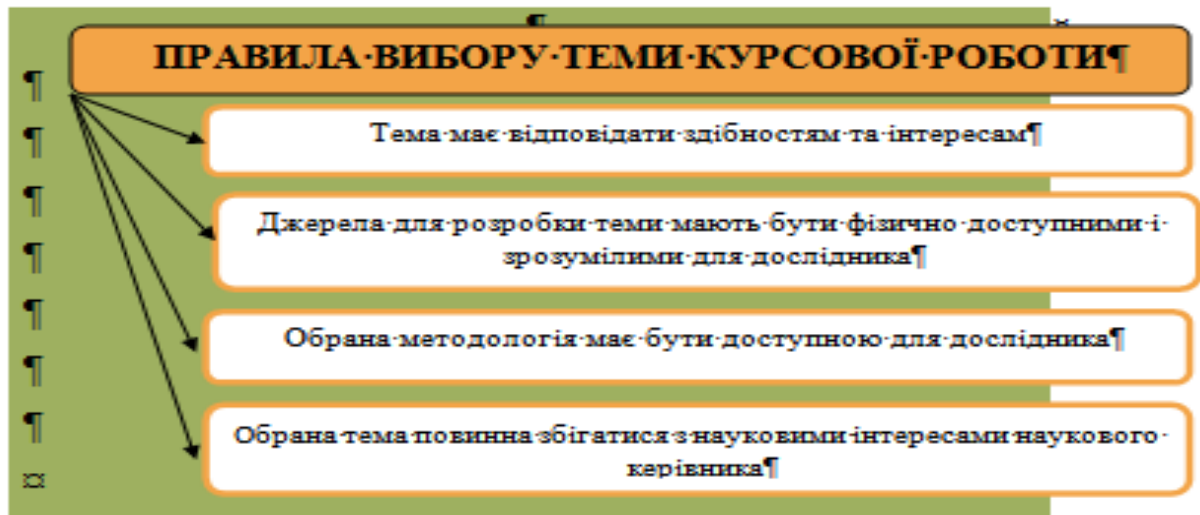 ПРАВИЛА·ВИБОРУ·ТЕМИ·КУРСОВОЇ·РОБОТИ¶
Тема·має·відповідати·здібностям·та·інтересам¶
Джерела·для·розробки·теми·мають·бути·фізично·доступними·і·
зрозумілими·для·дослідника¶
Обрана·методологія·має·бути·доступною·для·дослідника¶
Обрана·тема·повинна·збігатися·з·науковими·інтересами·наукового·
керівника¶